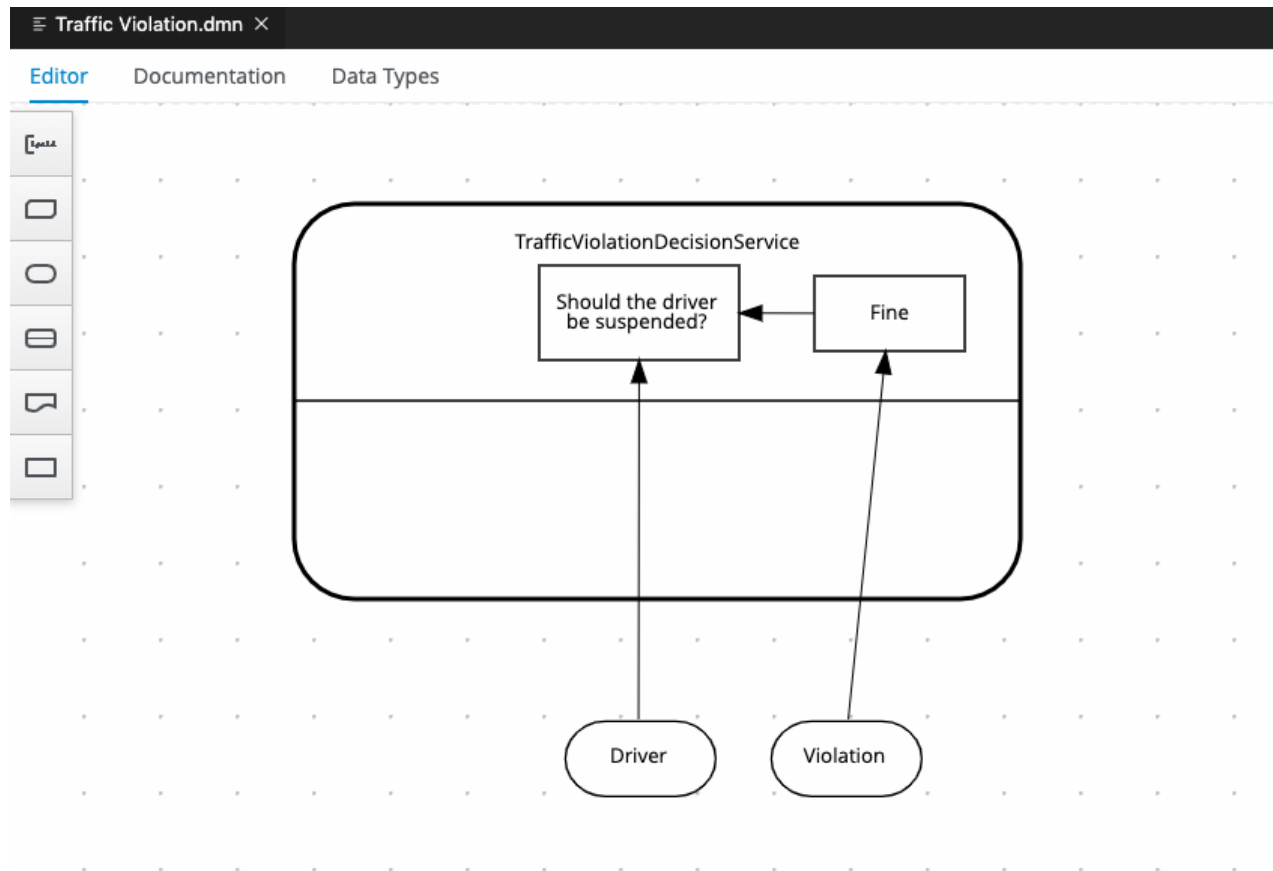 Traffic Violation.dmn
Editor Documentation Data Types
TrafficViolationDecisionService
Should the driver
be suspended?
Fine
Driver
Violation